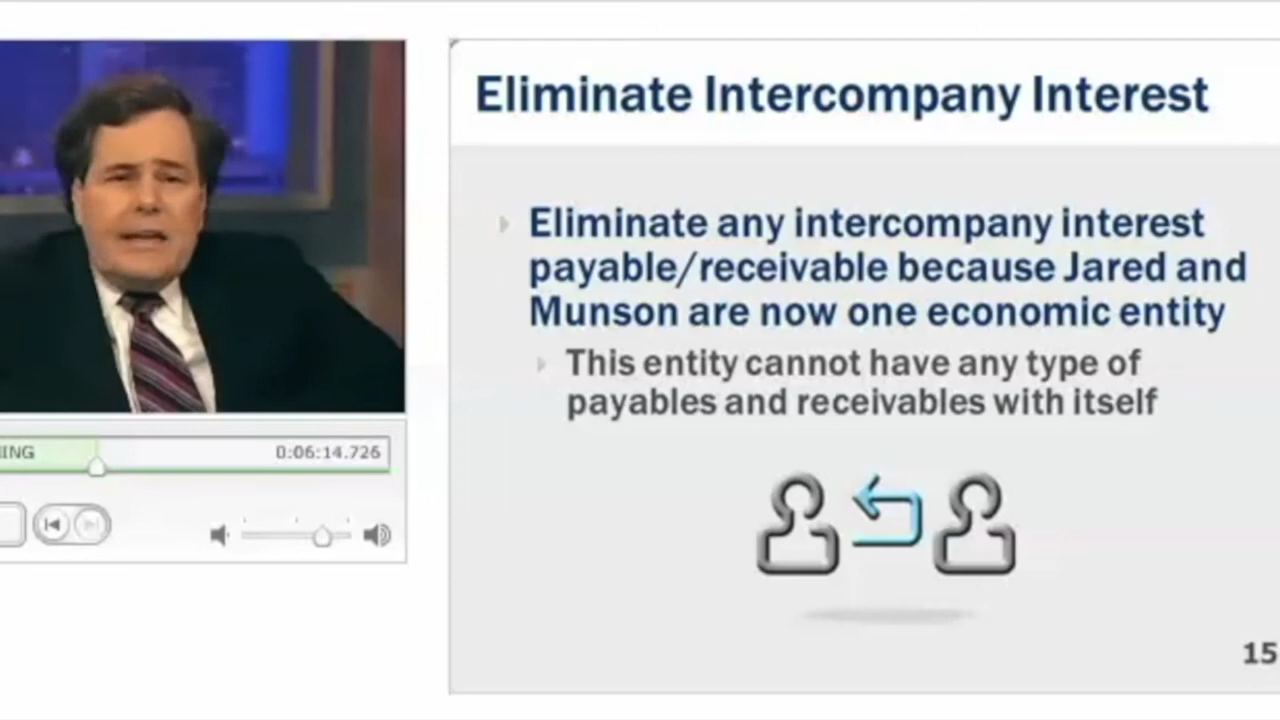 Eliminate Intercompany Interest
Eliminate any intercompany interest
payable/receivable because Jared and
Munson are now one economic entity
This entity cannot have any type of
payables and receivables with itself
ING
0:06:14.726
15